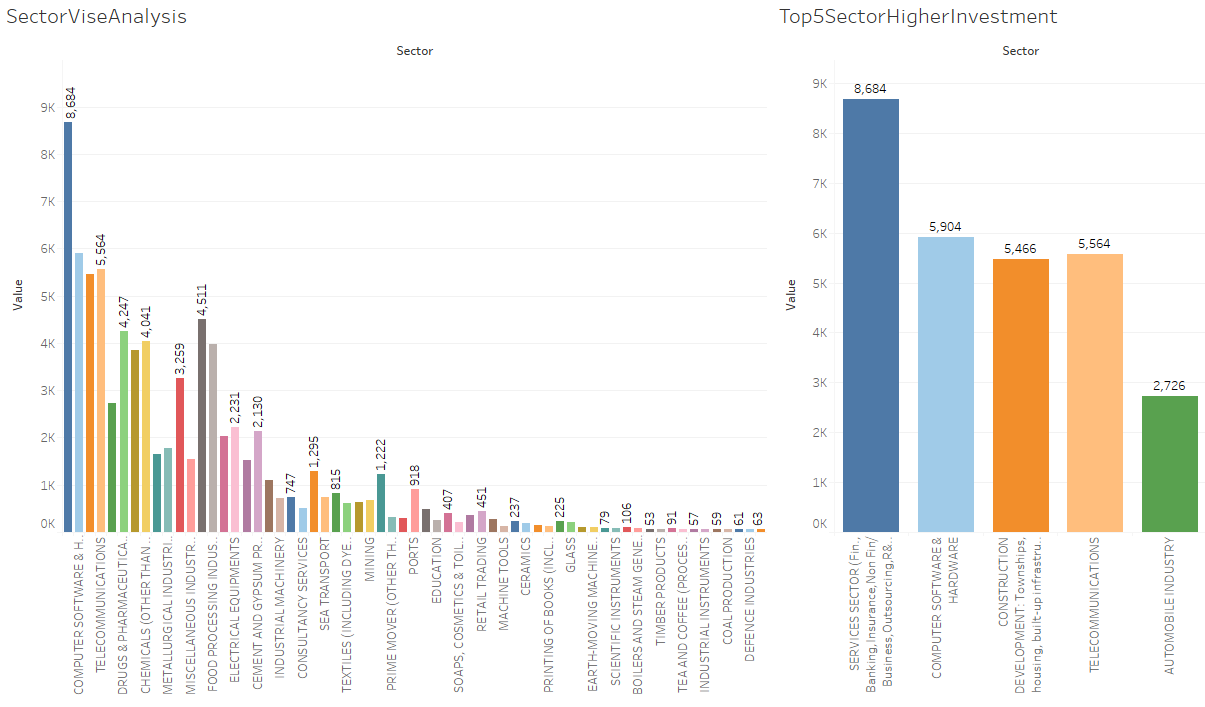 SectorViseAnalysis
Sector
Value
9K
8K
7K
6K
5K
4K
3K
2K
1K
0K
8,684
5,564
4,247
4,041
3,259
4,511
2,231
2,130
747
1,295
815
1,222
918
407
451
237
225
79
106
53
91
57
59
61
63
COMPUTER SOFTWARE & H..
TELECOMMUNICATIONS
DRUGS & PHARMACEUTICA..
CHEMICALS (OTHER THAN ..
METALLURGICAL INDUSTRI..
MISCELLANEOUS INDUSTR..
FOOD PROCESSING INDUS..
ELECTRICAL EQUIPMENTS
CEMENT AND GYPSUM PR..
INDUSTRIAL MACHINERY
CONSULTANCY SERVICES
SEA TRANSPORT
TEXTILES (INCLUDING DYE..
MINING
PRIME MOVER (OTHER TH..
PORTS
EDUCATION
SOAPS, COSMETICS & TOIL..
RETAIL TRADING
MACHINE TOOLS
CERAMICS
PRINTING OF BOOKS (INCL..
GLASS
EARTH-MOVING MACHINE..
SCIENTIFIC INSTRUMENTS
BOILERS AND STEAM GENE..
TIMBER PRODUCTS
TEA AND COFFEE (PROCES..
INDUSTRIAL INSTRUMENTS
COAL PRODUCTION
DEFENCE INDUSTRIES
Top5SectorHigherInvestment
Sector
Value
9K
8K
7K
6K
5K
4K
3K
2K
1K
0K
8,684
5,904
5,466
5,564
2,726
SERVICES SECTOR (Fin.,
Banking, Insurance, Non Fin/
Business, Outsourcing, R&..
COMPUTER SOFTWARE &
HARDWARE
CONSTRUCTION
DEVELOPMENT: Townships,
housing, built-up infrastru..
TELECOMMUNICATIONS
AUTOMOBILE INDUSTRY